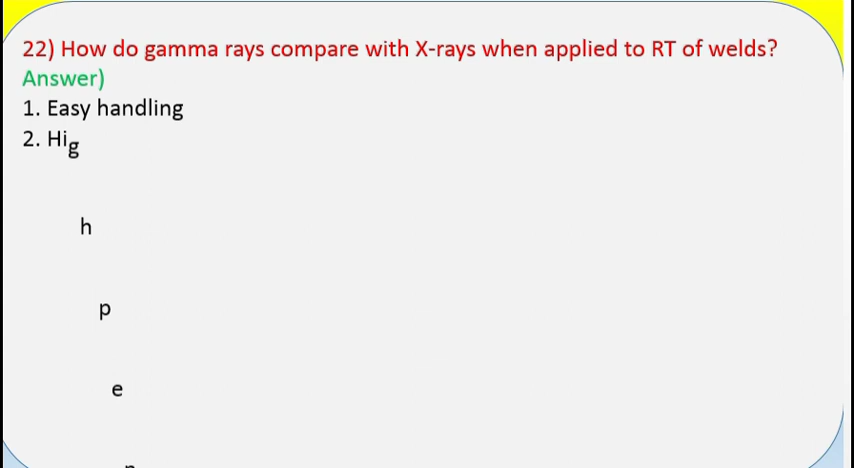 22) How do gamma rays compare with X-rays when applied to RT of welds?
Answer)
1. Easy handling
2. Hig
h
p
e